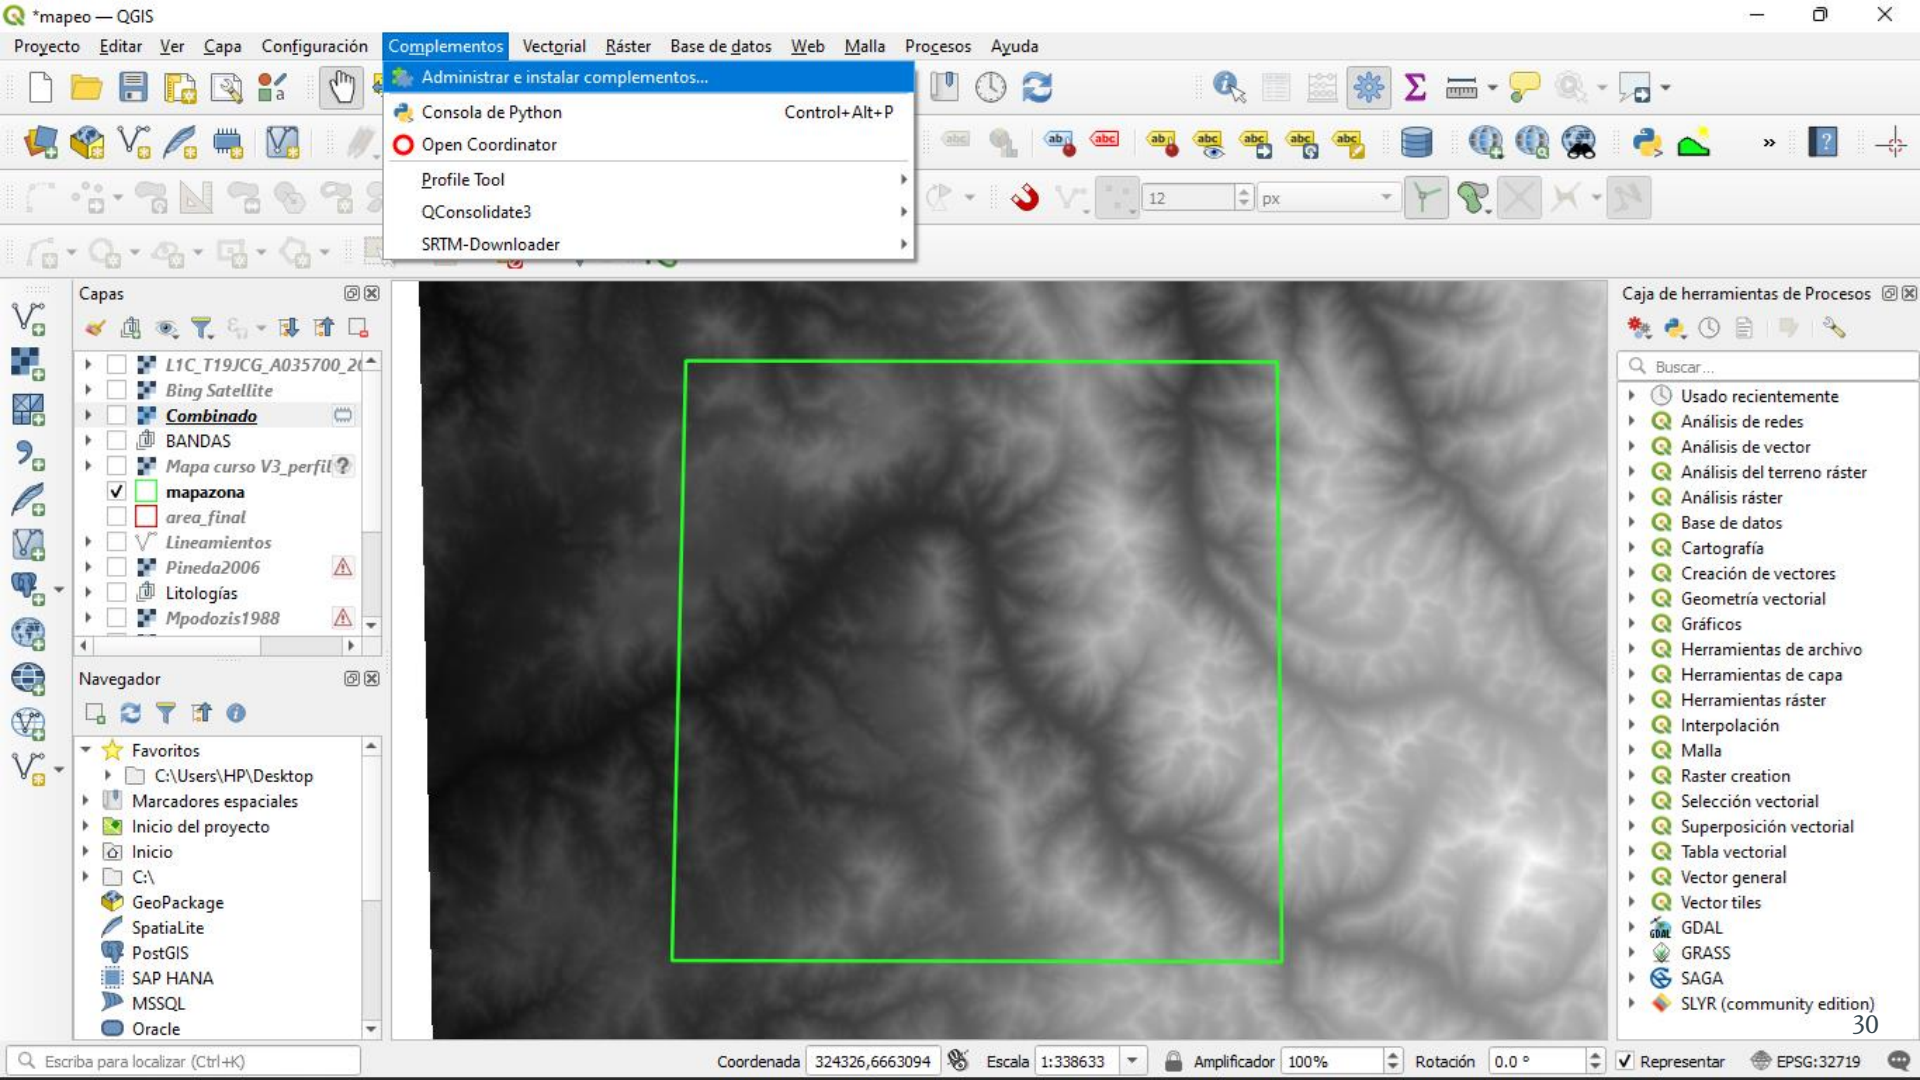 *mapeo — QGIS
Proyecto Editar Ver Capa Configuración Complementos Vectorial Ráster Base de datos Web Malla Procesos Ayuda
Administrar e instalar complementos...
Consola de Python Control+Alt+P
Open Coordinator
Profile Tool
QConsolidate3
SRTM-Downloader
12 px
Capas
L1C_T19JCG_A035700_20
Bing Satellite
Combinado
BANDAS
Mapa curso V3_perfil
mapazona
area_final
Lineamientos
Pineda2006
Litologías
Mpodozis1988
Navegador
Favoritos
C:\Users\HP\Desktop
Marcadores espaciales
Inicio del proyecto
Inicio
C:\
GeoPackage
SpatiaLite
PostGIS
SAP HANA
MSSQL
Oracle
Caja de herramientas de Procesos
Buscar...
Usado recientemente
Análisis de redes
Análisis de vector
Análisis del terreno ráster
Análisis ráster
Base de datos
Cartografía
Creación de vectores
Geometría vectorial
Gráficos
Herramientas de archivo
Herramientas de capa
Herramientas ráster
Interpolación
Malla
Raster creation
Selección vectorial
Superposición vectorial
Tabla vectorial
Vector general
Vector tiles
GDAL
GRASS
SAGA
SLYR (community edition)
30
Escriba para localizar (Ctrl+K)
Coordenada 324326,6663094 Escala 1:338633 Amplificador 100% Rotación 0.0 ° Representar EPSG:32719